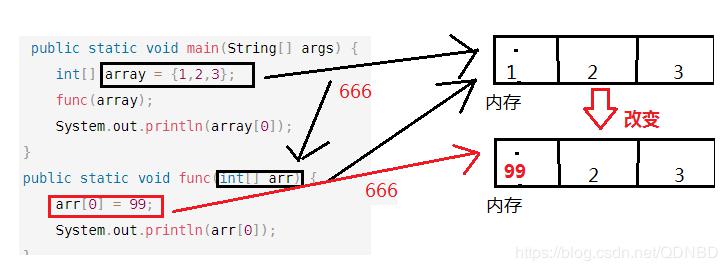 public static void main(String[] args) {
int[] array = {1,2,3};
func(array);
System.out.println(array[0]);
}
public static void func(int[] arr) {
arr[0] = 99;
System.out.println(arr[0]);
}
666
666
1 2 3
内存
改变
99 2 3
内存
https://blog.csdn.net/QDNBD